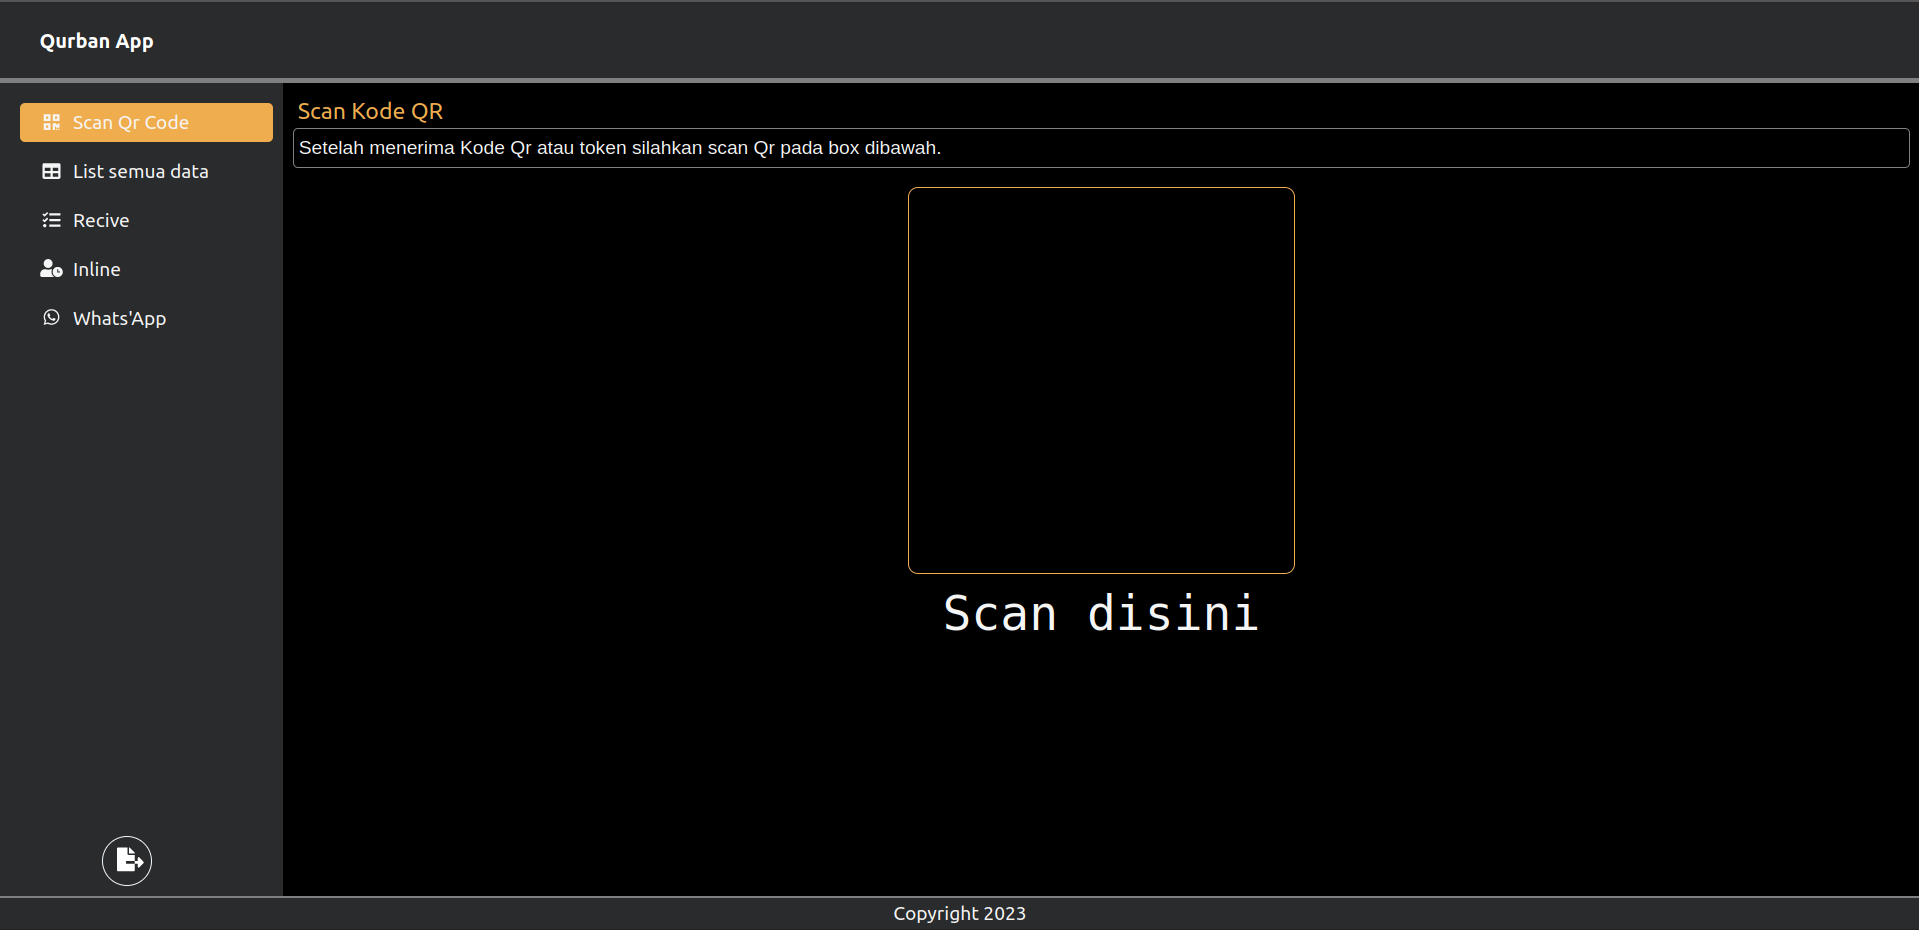 Qurban App
Scan Qr Code
List semua data
Recive
Inline
Whats'App
Scan Kode QR
Setelah menerima Kode Qr atau token silahkan scan Qr pada box dibawah.
Scan disini
Copyright 2023